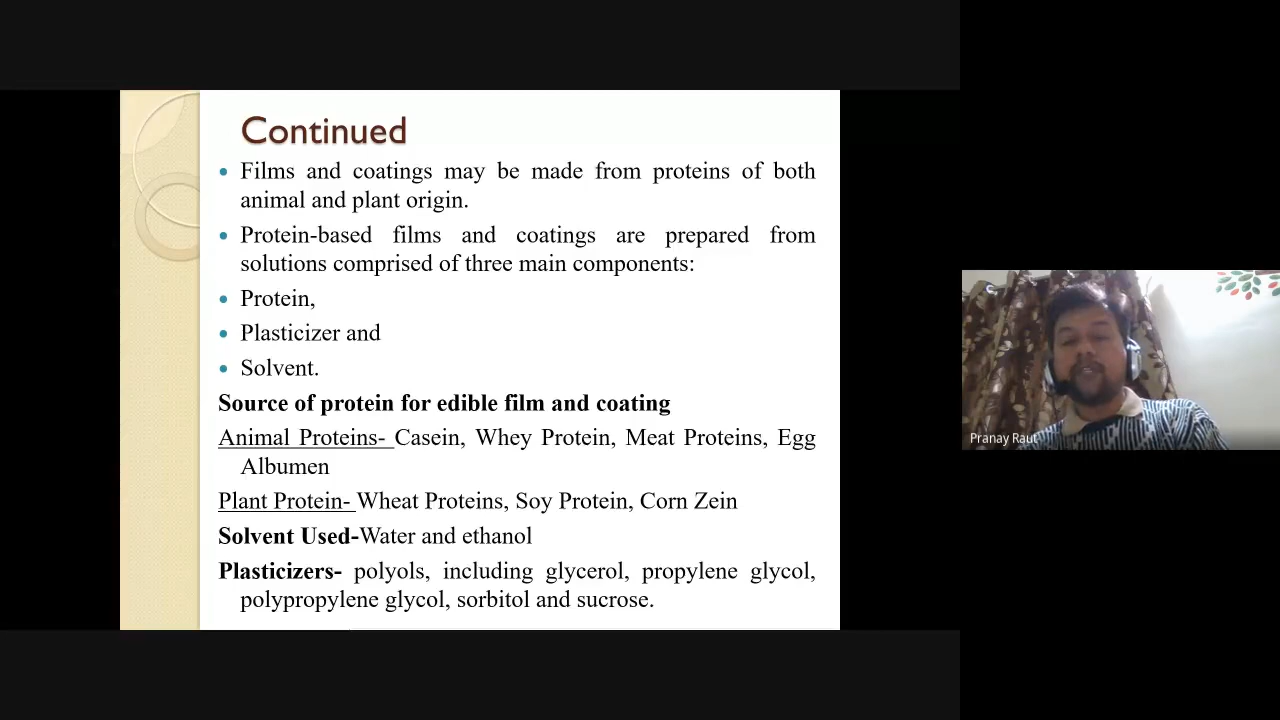 Continued
Films and coatings may be made from proteins of both
animal and plant origin.
Protein-based films and coatings are prepared from
solutions comprised of three main components:
Protein,
Plasticizer and
Solvent.
Source of protein for edible film and coating
Animal Proteins- Casein, Whey Protein, Meat Proteins, Egg
Albumen
Plant Protein- Wheat Proteins, Soy Protein, Corn Zein
Solvent Used-Water and ethanol
Plasticizers- polyols, including glycerol, propylene glycol,
polypropylene glycol, sorbitol and sucrose.
Pranay Raut